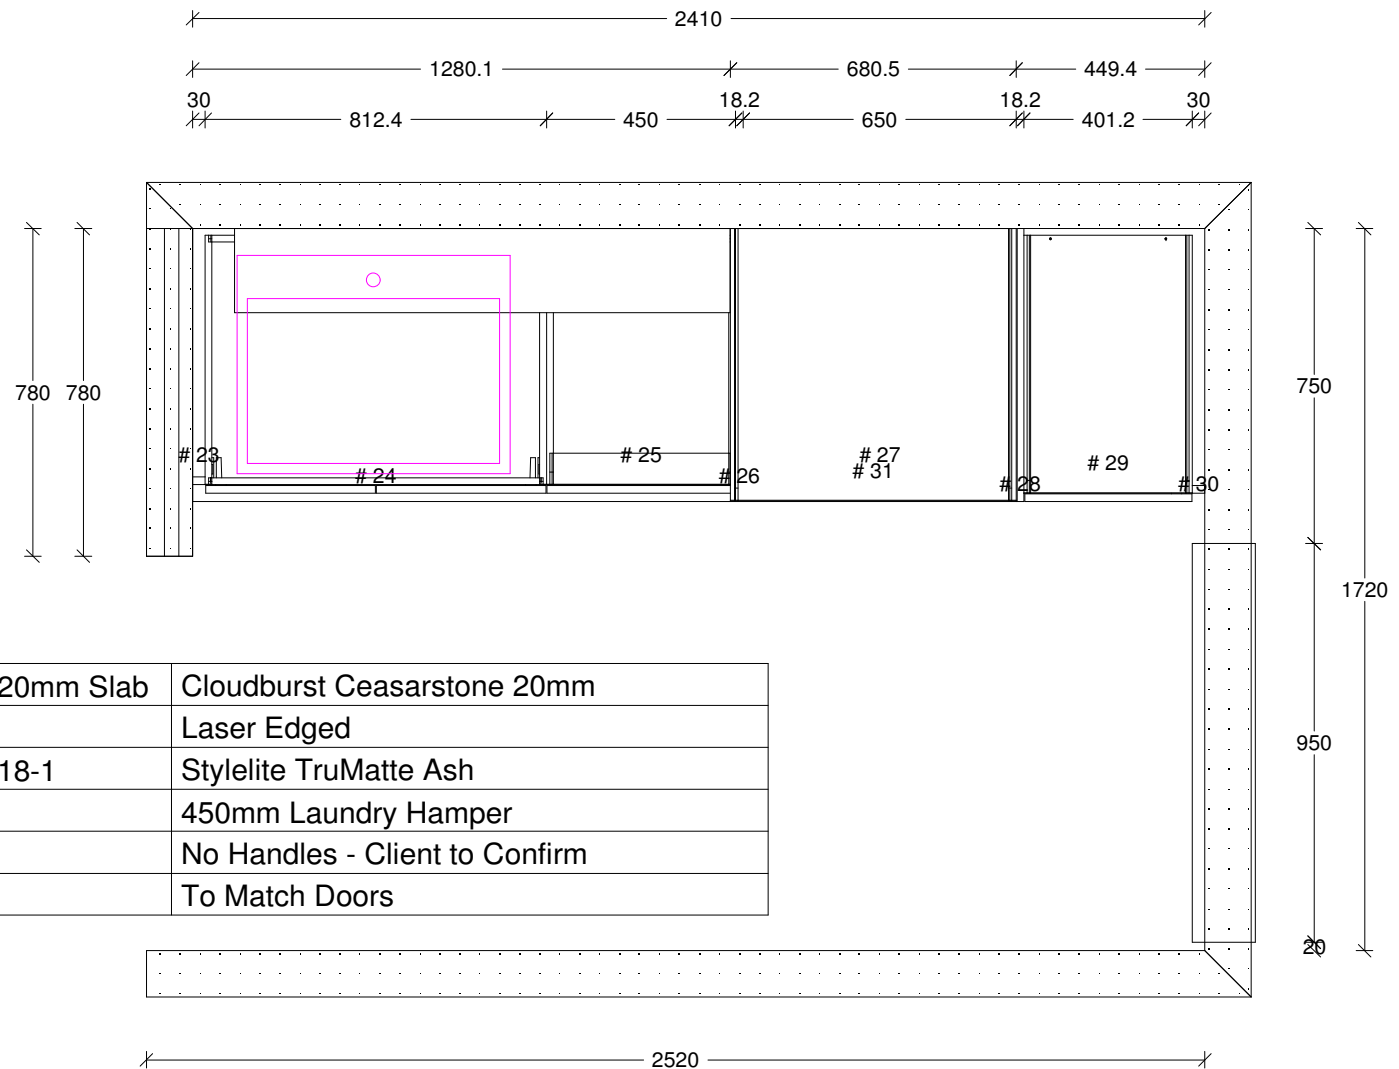 2410
1280.1 680.5 449.4
30 18.2 18.2 30
812.4 450 650 401.2
780 780 750
# 23 # 25 # 27
# 24 # 26 # 31 # 29
# 28 # 30
1720
20mm Slab Cloudburst Ceasarstone 20mm
Laser Edged
950
18-1 Stylelite TruMatte Ash
450mm Laundry Hamper
No Handles - Client to Confirm
To Match Doors
20
2520